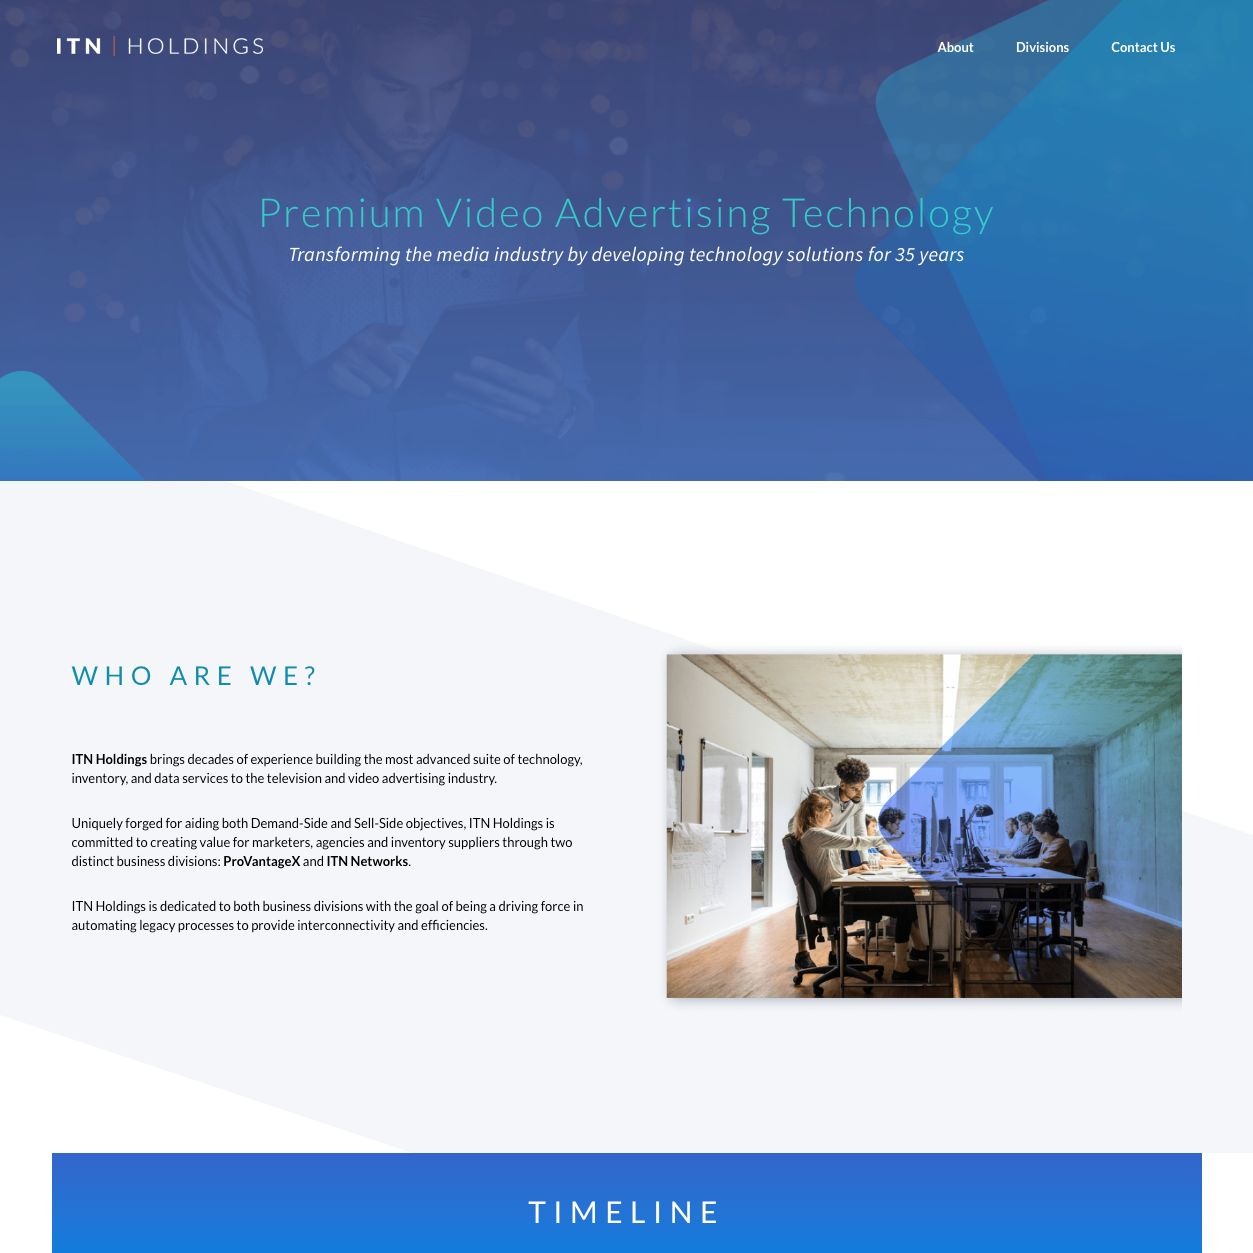 ITN | HOLDINGS
About Divisions Contact Us
Premium Video Advertising Technology
Transforming the media industry by developing technology solutions for 35 years
WHO ARE WE?
ITN Holdings brings decades of experience building the most advanced suite of technology,
inventory, and data services to the television and video advertising industry.
Uniquely forged for aiding both Demand-Side and Sell-Side objectives, ITN Holdings is
committed to creating value for marketers, agencies and inventory suppliers through two
distinct business divisions: ProVantageX and ITN Networks.
ITN Holdings is dedicated to both business divisions with the goal of being a driving force in
automating legacy processes to provide interconnectivity and efficiencies.
TIMELINE